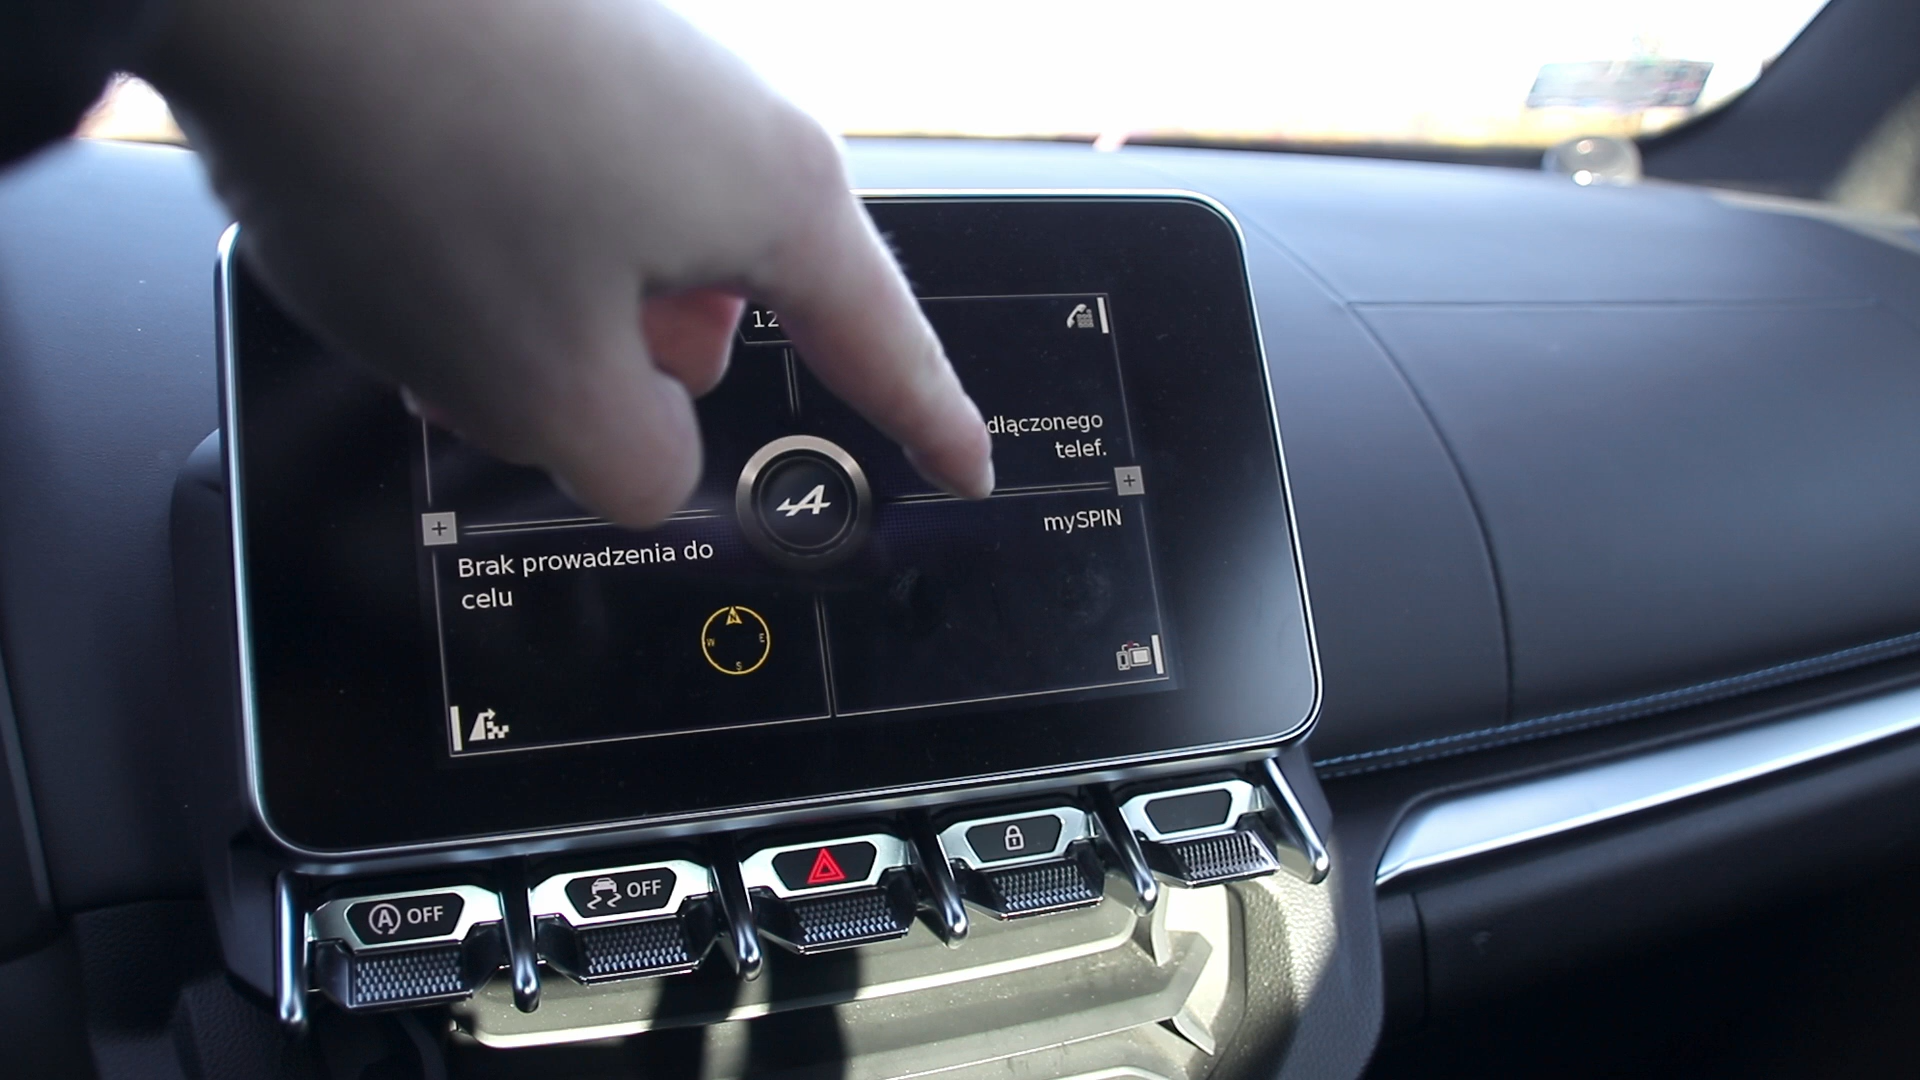 12
dłączonego
telef.
mySPIN
Brak prowadzenia do
celu
N
W E
S
A OFF
OFF